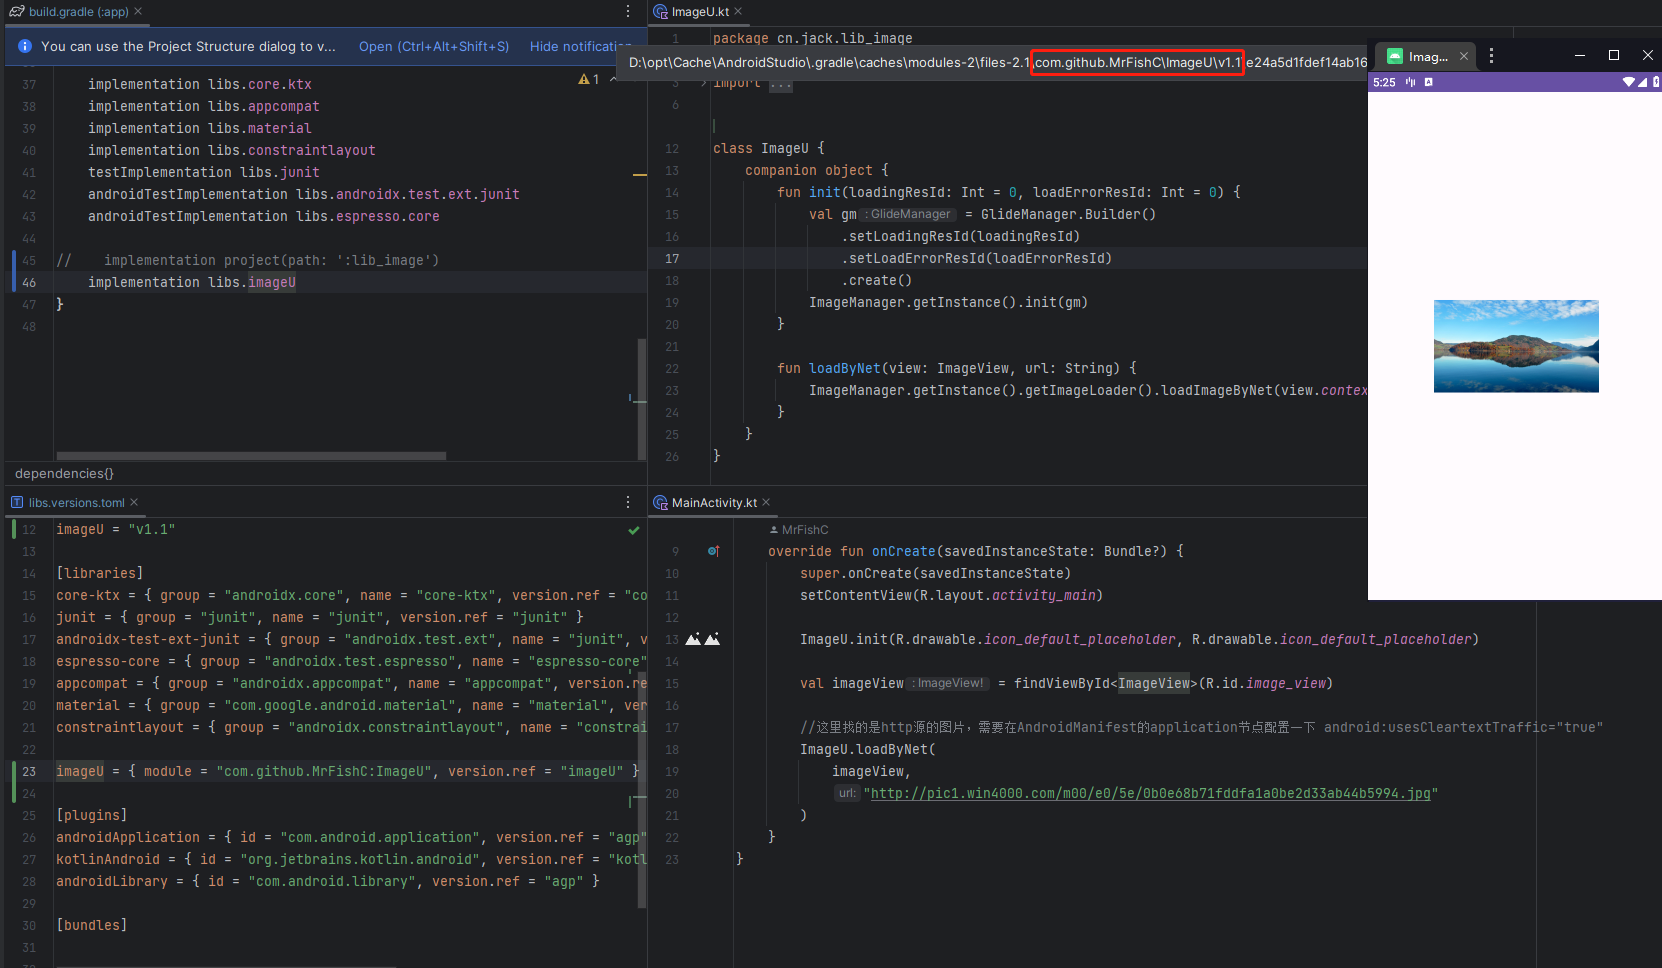 build.gradle (:app)
You can use the Project Structure dialog to v... Open (Ctrl+Alt+Shift+S) Hide notification
1
37 implementation libs.core.ktx
38 implementation libs.appcompat
39 implementation libs.material
40 implementation libs.constraintlayout
41 testImplementation libs.junit
42 androidTestImplementation libs.androidx.test.ext.junit
43 androidTestImplementation libs.espresso.core
44
45 // implementation project(path: ':lib_image')
46 implementation libs.imageU
47 }
48
dependencies{}
ImageU.kt
1 package cn.jack.lib_image
D:\opt\Cache\AndroidStudio\.gradle\caches\modules-2\files-2.1\com.github.MrFishC\ImageU\v1.1\e24a5d1fdef14ab16
3 import ...
6
12 class ImageU {
13 companion object {
14 fun init(loadingResId: Int = 0, loadErrorResId: Int = 0) {
15 val gm : GlideManager = GlideManager.Builder()
16 .setLoadingResId(loadingResId)
17 .setLoadErrorResId(loadErrorResId)
18 .create()
19 ImageManager.getInstance().init(gm)
20 }
21
22 fun loadByNet(view: ImageView, url: String) {
23 ImageManager.getInstance().getImageLoader().loadImageByNet(view.contex
24 }
25 }
26 }
Imag...
5:25
libs.versions.toml
12 imageU = "v1.1"
13
14 [libraries]
15 core-ktx = { group = "androidx.core", name = "core-ktx", version.ref = "co
16 junit = { group = "junit", name = "junit", version.ref = "junit" }
17 androidx-test-ext-junit = { group = "androidx.test.ext", name = "junit", v
18 espresso-core = { group = "androidx.test.espresso", name = "espresso-core"
19 appcompat = { group = "androidx.appcompat", name = "appcompat", version.re
20 material = { group = "com.google.android.material", name = "material", ver
21 constraintlayout = { group = "androidx.constraintlayout", name = "constrai
22
23 imageU = { module = "com.github.MrFishC:ImageU", version.ref = "imageU" }
24
25 [plugins]
26 androidApplication = { id = "com.android.application", version.ref = "agp"
27 kotlinAndroid = { id = "org.jetbrains.kotlin.android", version.ref = "kotl
28 androidLibrary = { id = "com.android.library", version.ref = "agp" }
29
30 [bundles]
31
MainActivity.kt
MrFishC
9 override fun onCreate(savedInstanceState: Bundle?) {
10 super.onCreate(savedInstanceState)
11 setContentView(R.layout.activity_main)
12
13 ImageU.init(R.drawable.icon_default_placeholder, R.drawable.icon_default_placeholder)
14
15 val imageView : ImageView! = findViewById<ImageView>(R.id.image_view)
16
17 //这里找的是http源的图片，需要在AndroidManifest的application节点配置一下 android:usesCleartextTraffic="true"
18 ImageU.loadByNet(
19 imageView,
20 url: "http://pic1.win4000.com/m00/e0/5e/0b0e68b71fddfa1a0be2d33ab44b5994.jpg"
21 )
22 }
23 }